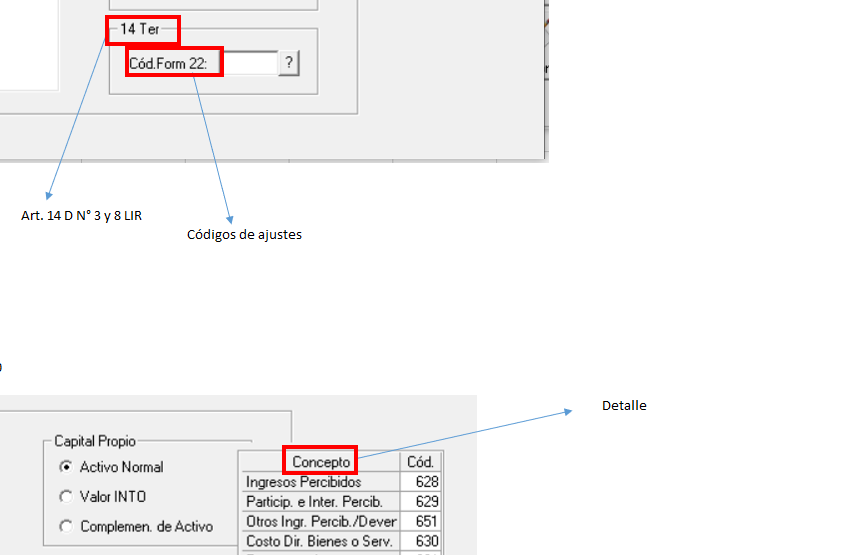 14 Ter
Cód.Form 22:
?
Art. 14 D N° 3 y 8 LIR
Códigos de ajustes
Detalle
Capital Propio
Activo Normal
Valor INTO
Complemen. de Activo
Concepto Cód.
Ingresos Percibidos 628
Particip. e Inter. Percib. 629
Otros Ingr. Percib./Dever 651
Costo Dir. Bienes o Serv. 630